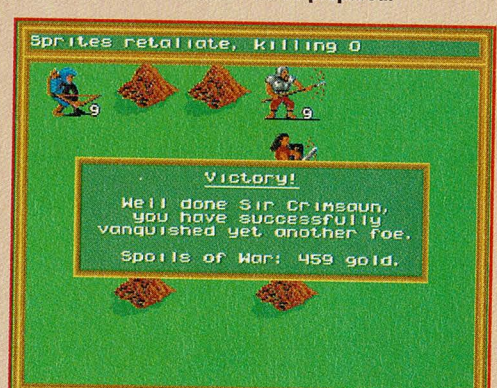 Sprites retaliate, killing 0
9
9
Victory!
Well done Sir Crimsaun,
you have successfully
vanquished yet another foe.
Spoils of War: 459 gold.